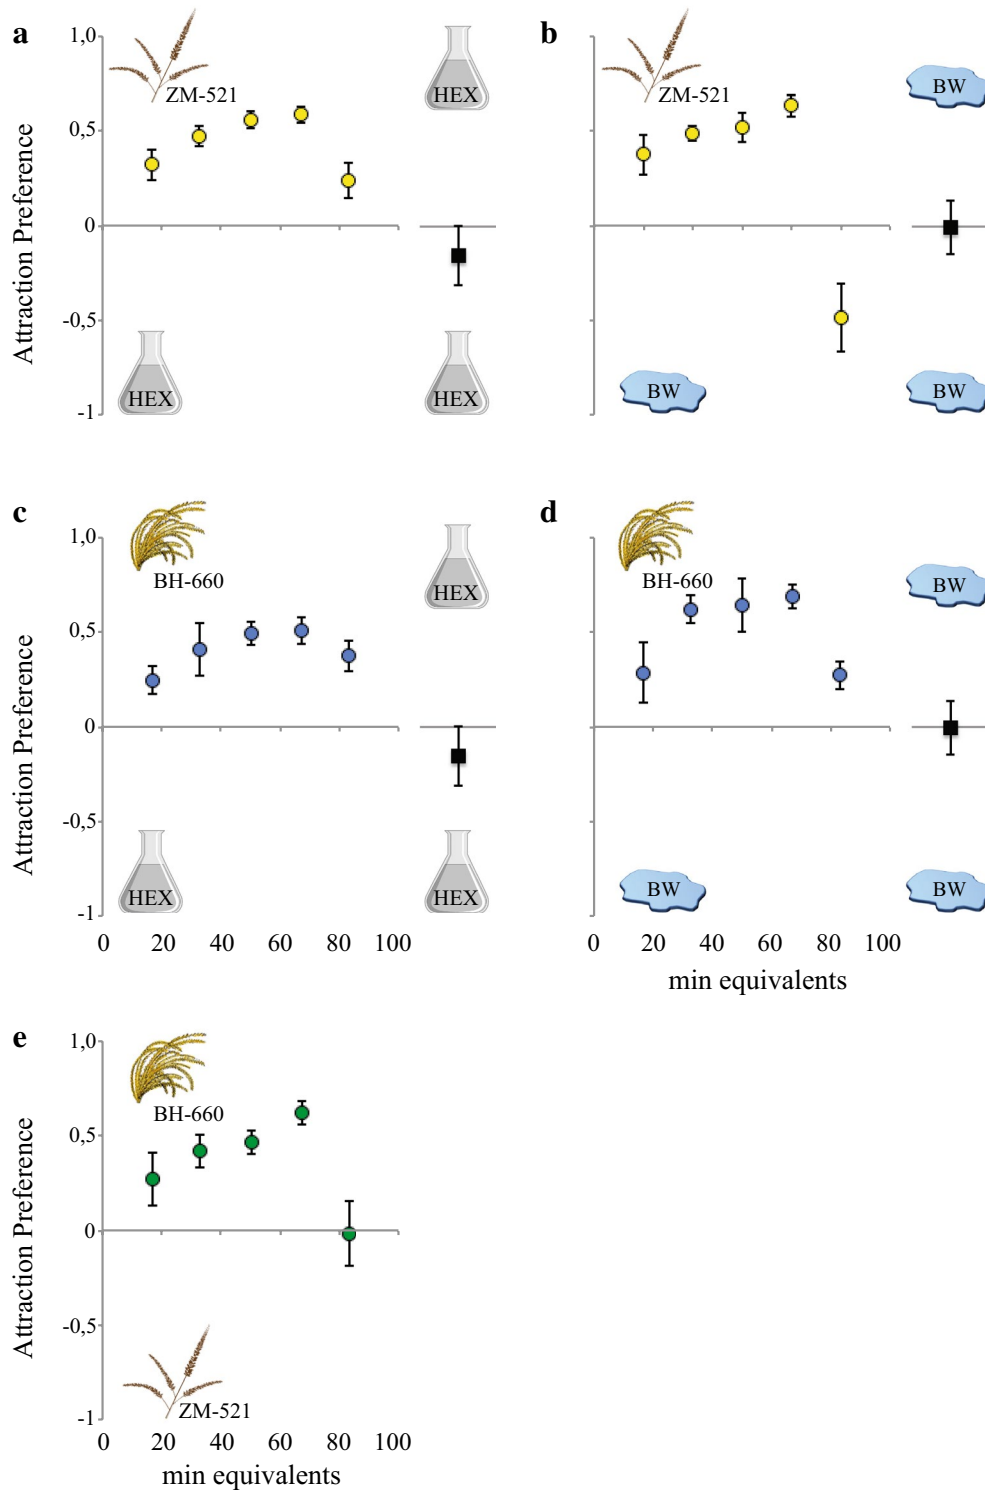 a
1,0
ZM-521
HEX
0,5
0
-0,5
HEX
HEX
-1
Attraction Preference
b
ZM-521
BW
BW
BW
c
1,0
BH-660
HEX
0,5
0
-0,5
HEX
HEX
-1
0 20 40 60 80 100
Attraction Preference
d
BH-660
BW
BW
BW
0 20 40 60 80 100
min equivalents
e
1,0
BH-660
0,5
0
-0,5
ZM-521
-1
0 20 40 60 80 100
min equivalents
Attraction Preference